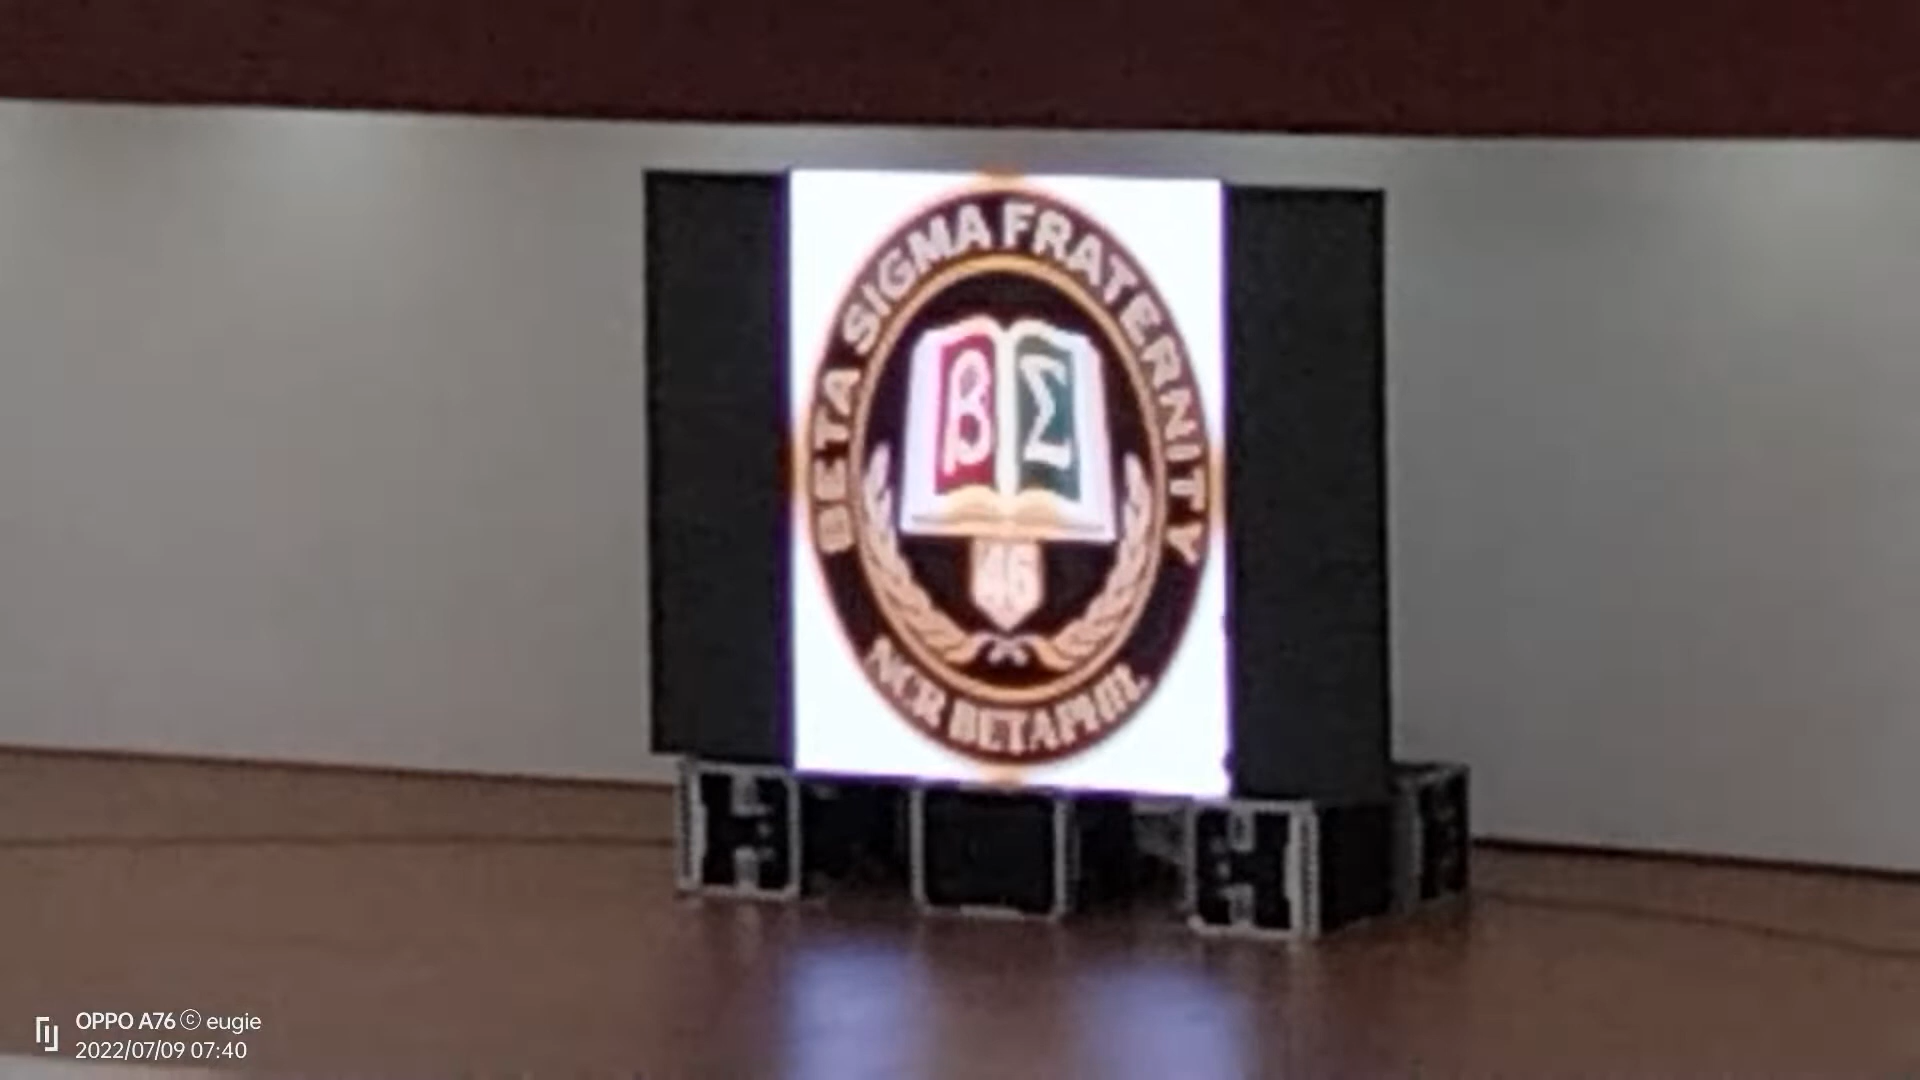 BETA SIGMA FRATERNITY
β Σ
'46
NCR BETAPHIL
OPPO A76 © eugie
2022/07/09 07:40